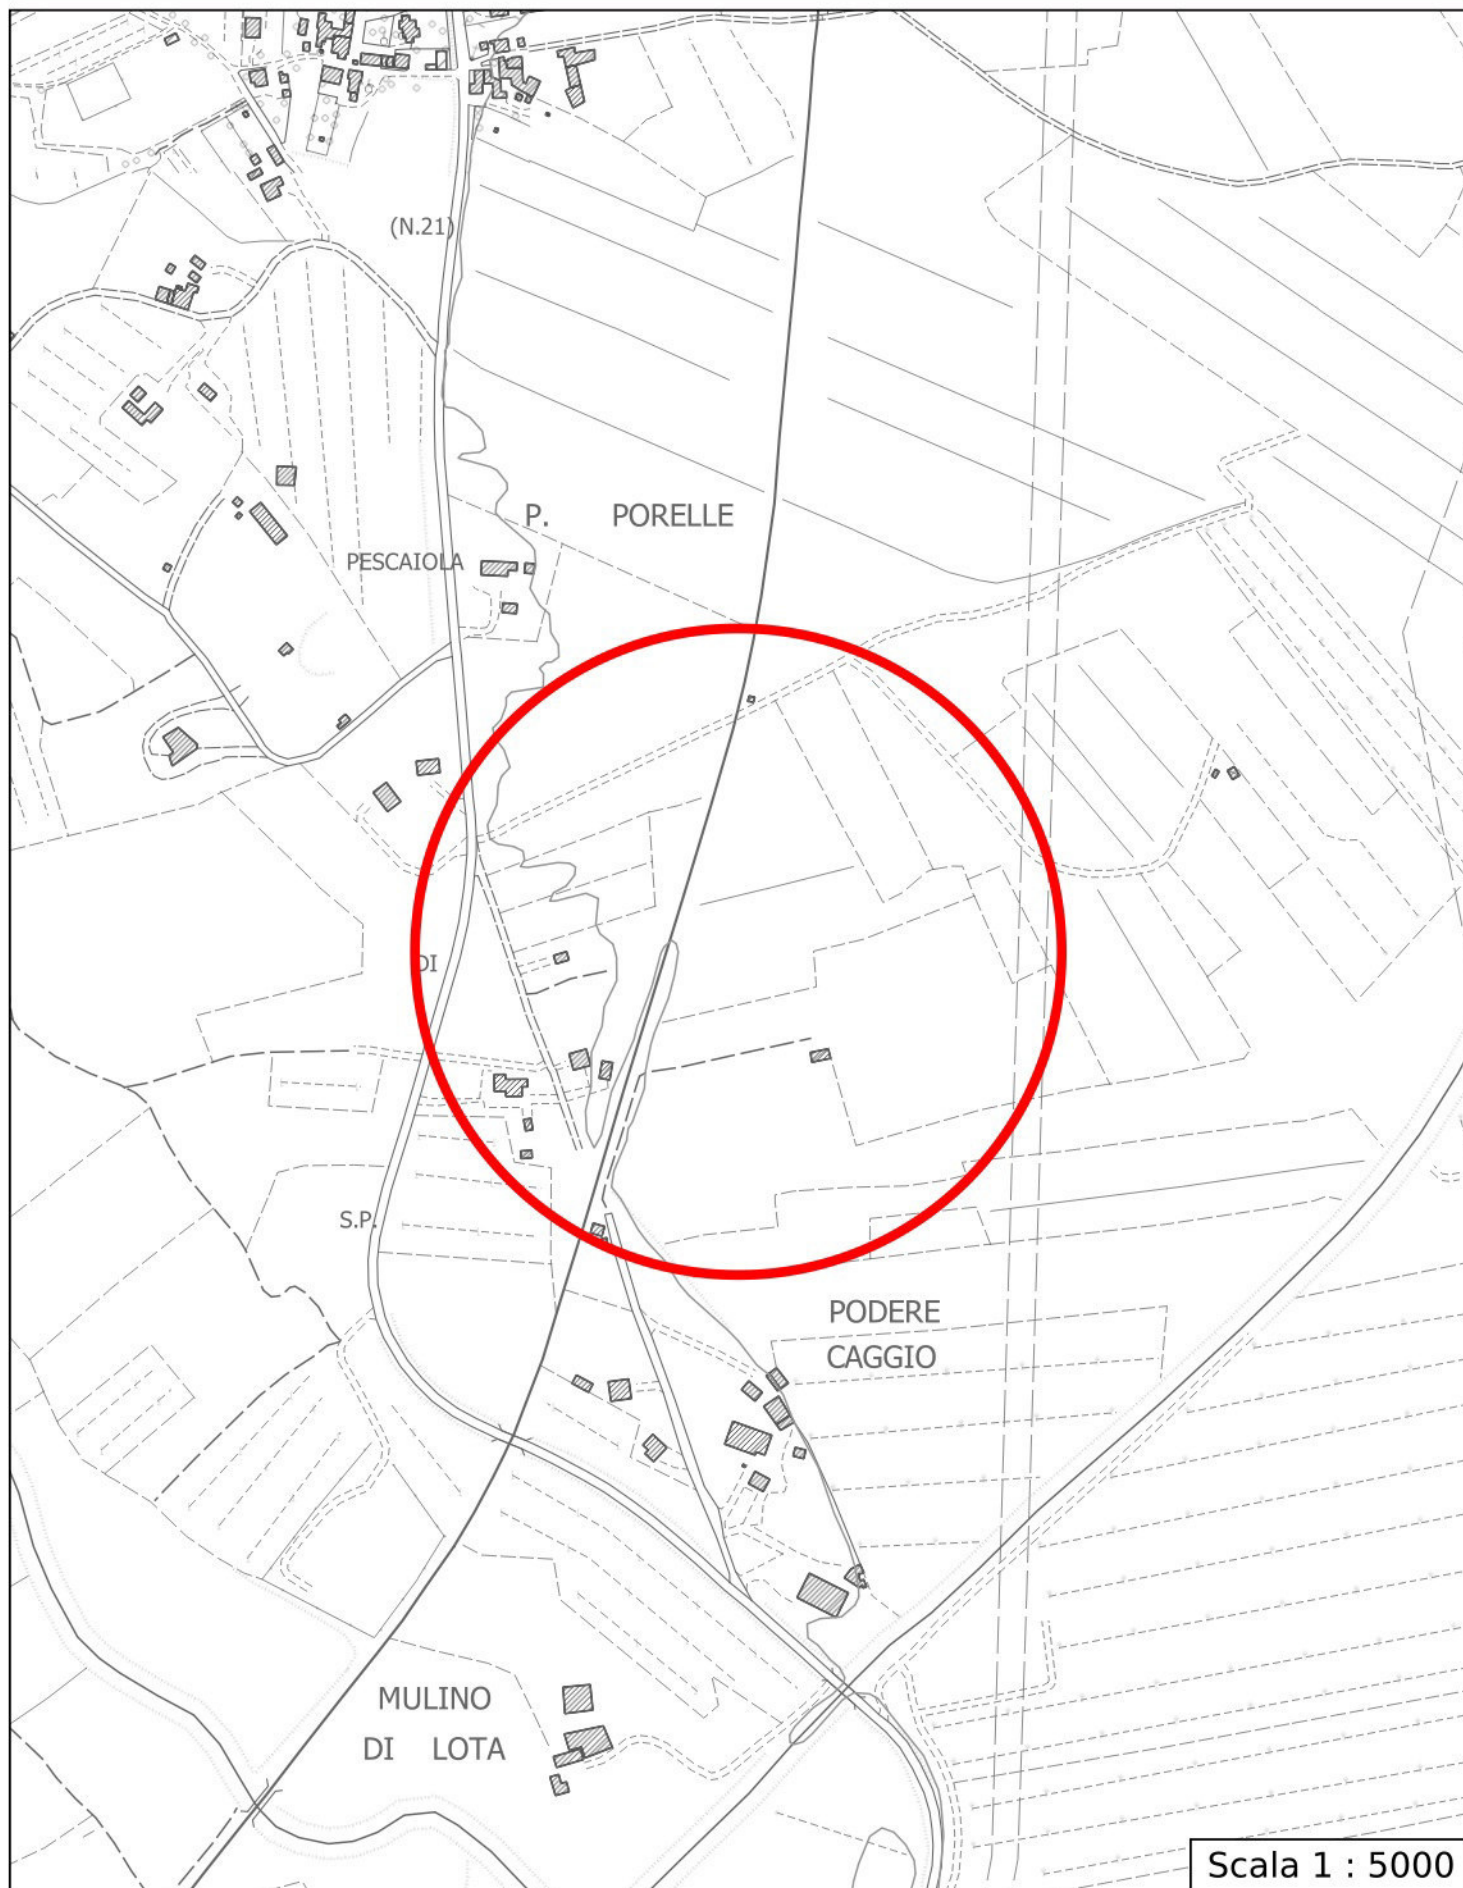 (N.21)
P. PORELLE
PESCAIOLA
DI
S.P.
PODERE
CAGGIO
MULINO
DI LOTA
Scala 1 : 5000